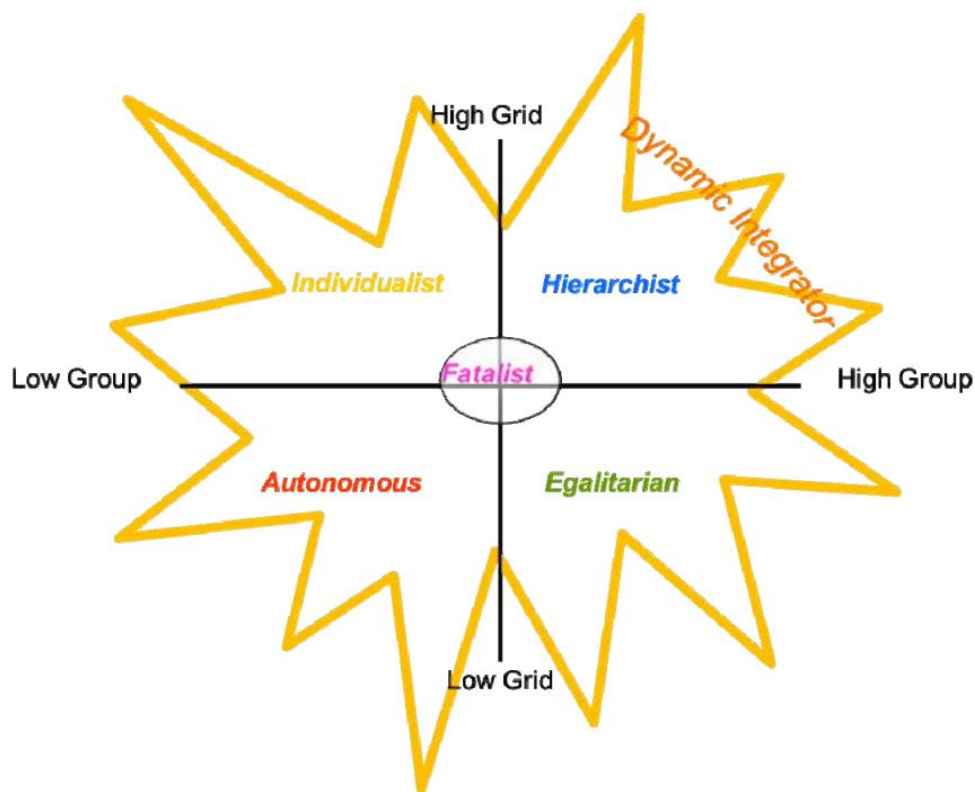 High Grid
Dynamic Integrator
Individualist
Hierarchist
Low Group
Fatalist
High Group
Autonomous
Egalitarian
Low Grid